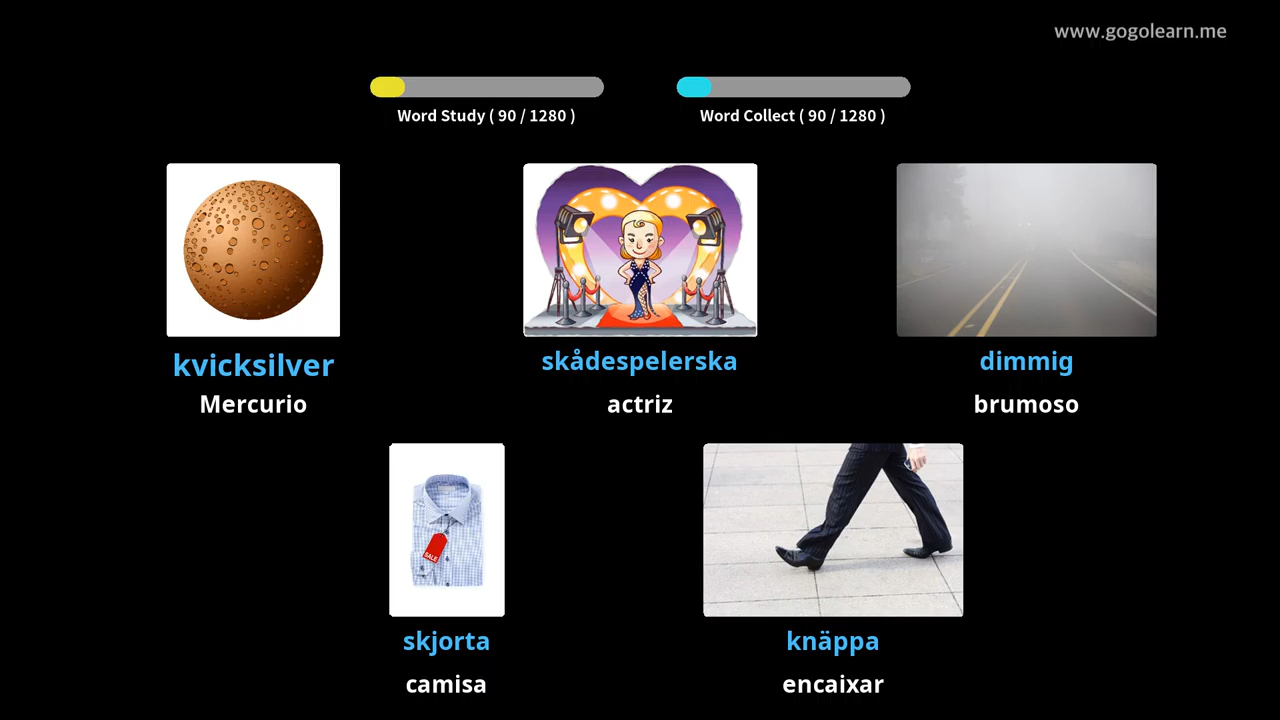 www.gogolearn.me
Word Study ( 90 / 1280 )
Word Collect ( 90 / 1280 )
kvicksilver
Mercurio
skådespelerska
actriz
dimmig
brumoso
SALE
skjorta
camisa
knäppa
encaixar